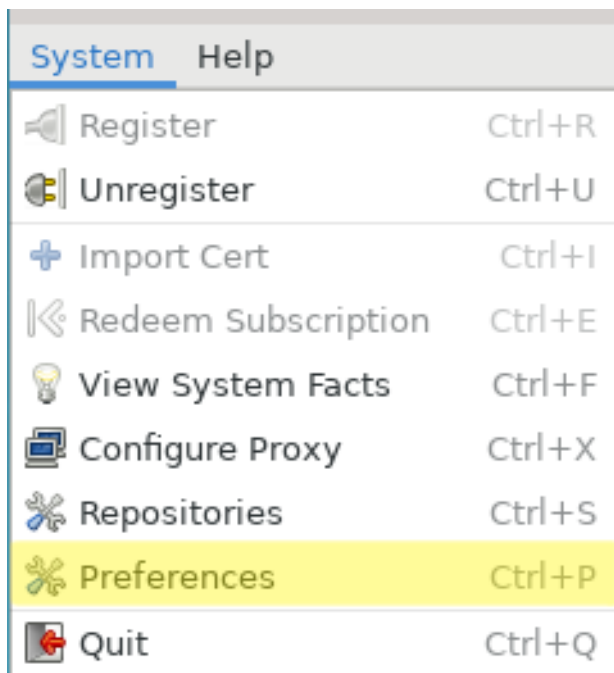 System Help
Register Ctrl+R
Unregister Ctrl+U
Import Cert Ctrl+I
Redeem Subscription Ctrl+E
View System Facts Ctrl+F
Configure Proxy Ctrl+X
Repositories Ctrl+S
Preferences Ctrl+P
Quit Ctrl+Q